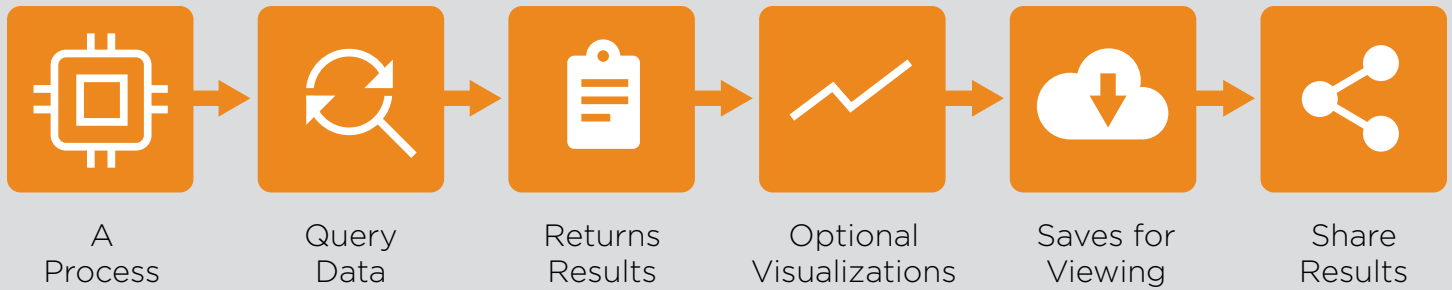 A
Process
Query
Data
Returns
Results
Optional
Visualizations
Saves for
Viewing
Share
Results